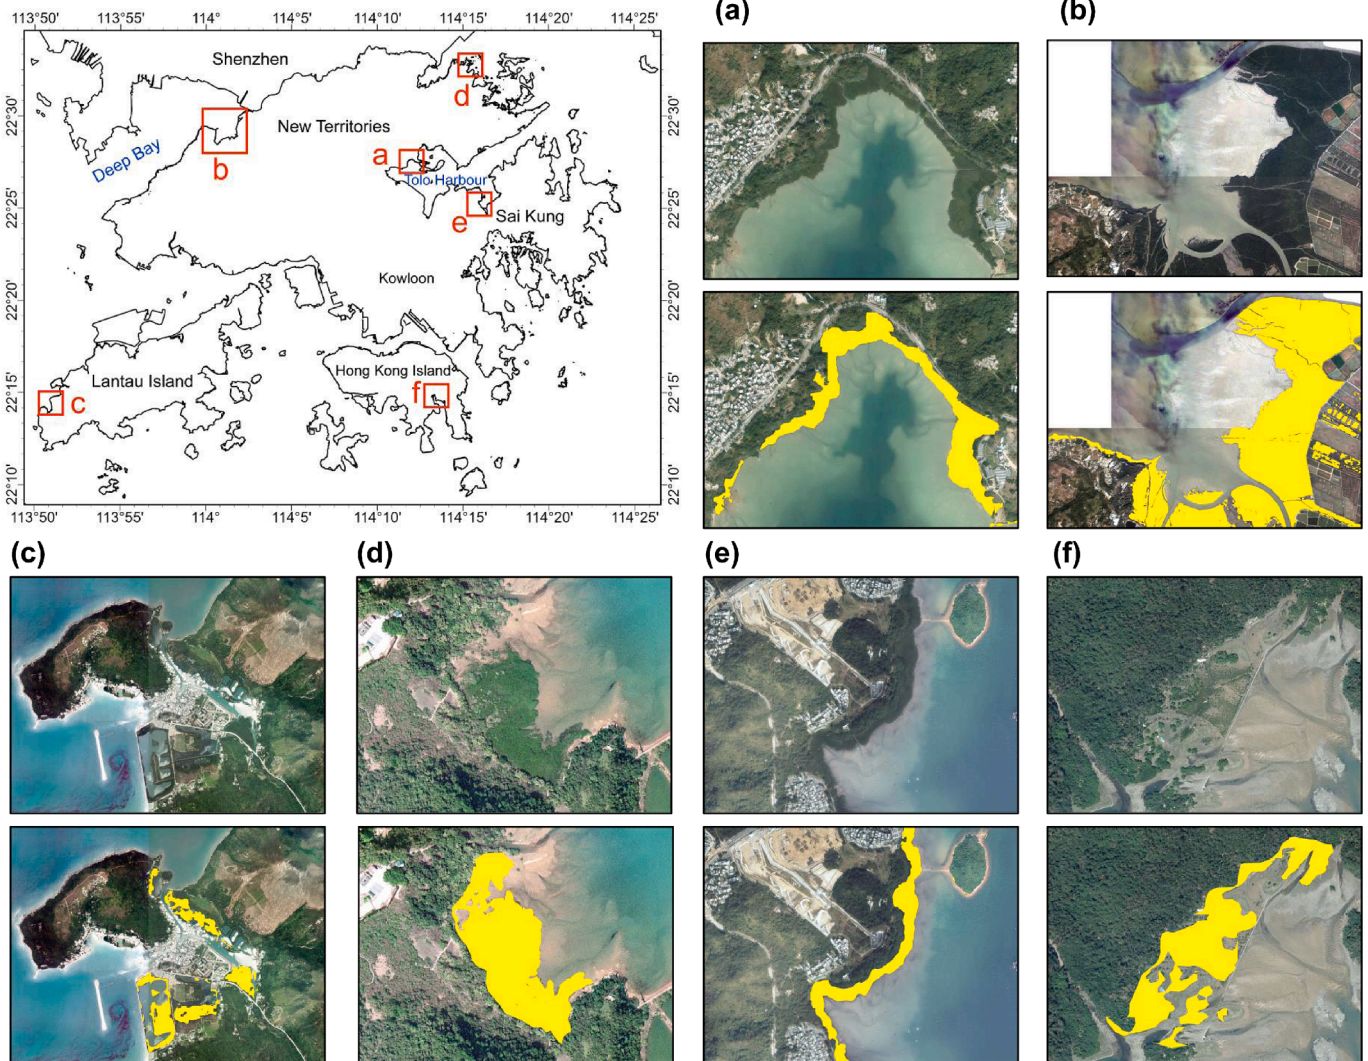 113°50' 113°55' 114° 114°5' 114°10' 114°15' 114°20' 114°25'
(a)
(b)
22°30'
22°25'
22°20'
22°15'
22°10'
Shenzhen
d
New Territories
b
Deep Bay
a
Tolo Harbour
e
Sai Kung
Kowloon
Lantau Island
Hong Kong Island
c
f
22°30'
22°25'
22°20'
22°15'
22°10'
113°50' 113°55' 114° 114°5' 114°10' 114°15' 114°20' 114°25'
(c)
(d)
(e)
(f)